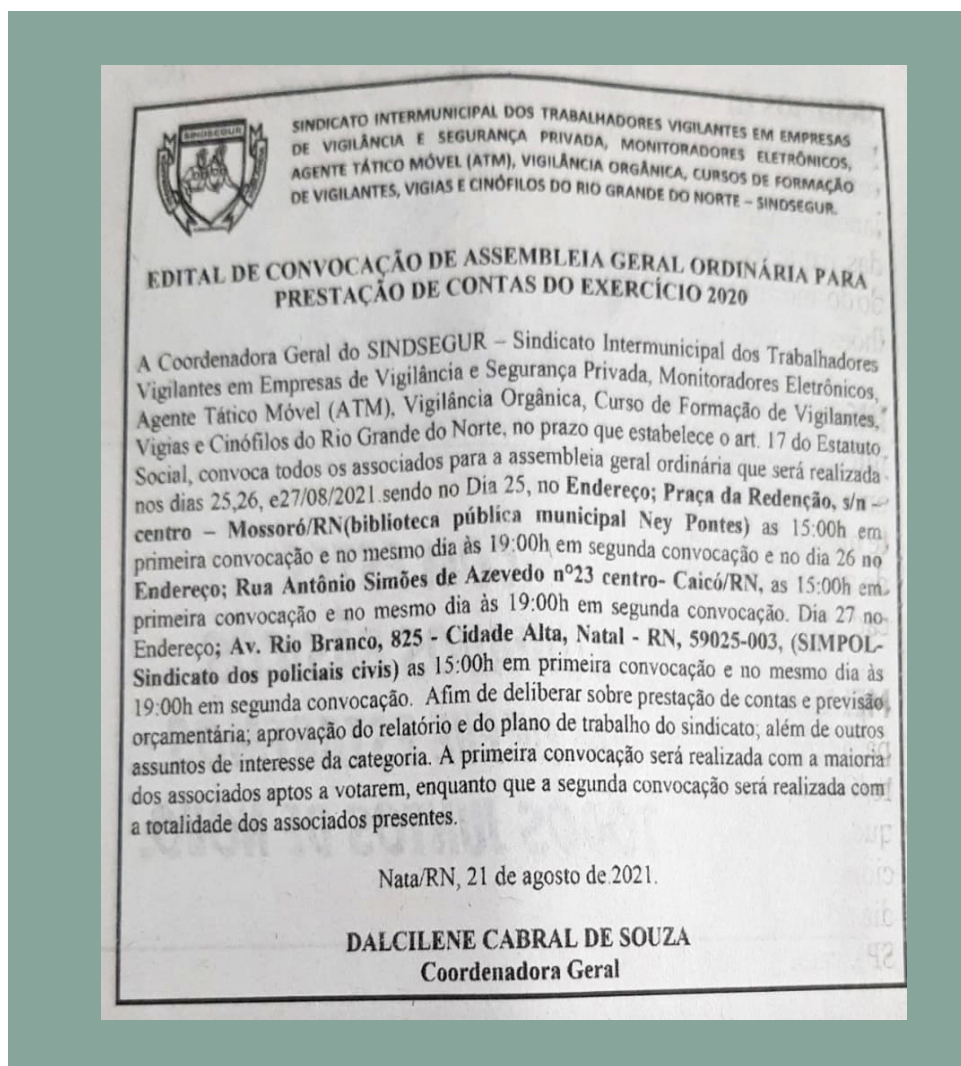 SINDSEGUR
SINDICATO INTERMUNICIPAL DOS TRABALHADORES VIGILANTES EM EMPRESAS
DE VIGILÂNCIA E SEGURANÇA PRIVADA, MONITORADORES ELETRÔNICOS,
AGENTE TÁTICO MÓVEL (ATM), VIGILÂNCIA ORGÂNICA, CURSOS DE FORMAÇÃO
DE VIGILANTES, VIGIAS E CINÓFILOS DO RIO GRANDE DO NORTE – SINDSEGUR.
EDITAL DE CONVOCAÇÃO DE ASSEMBLEIA GERAL ORDINÁRIA PARA
PRESTAÇÃO DE CONTAS DO EXERCÍCIO 2020
A Coordenadora Geral do SINDSEGUR – Sindicato Intermunicipal dos Trabalhadores
Vigilantes em Empresas de Vigilância e Segurança Privada, Monitoradores Eletrônicos,
Agente Tático Móvel (ATM), Vigilância Orgânica, Curso de Formação de Vigilantes,
Vigias e Cinófilos do Rio Grande do Norte, no prazo que estabelece o art. 17 do Estatuto
Social, convoca todos os associados para a assembleia geral ordinária que será realizada
nos dias 25,26, e27/08/2021.sendo no Dia 25, no Endereço; Praça da Redenção, s/n –
centro – Mossoró/RN(biblioteca pública municipal Ney Pontes) as 15:00h em
primeira convocação e no mesmo dia às 19:00h em segunda convocação e no dia 26 no
Endereço; Rua Antônio Simões de Azevedo nº23 centro- Caicó/RN, as 15:00h em
primeira convocação e no mesmo dia às 19:00h em segunda convocação. Dia 27 no
Endereço; Av. Rio Branco, 825 - Cidade Alta, Natal - RN, 59025-003, (SIMPOL-
Sindicato dos policiais civis) as 15:00h em primeira convocação e no mesmo dia às
19:00h em segunda convocação. Afim de deliberar sobre prestação de contas e previsão
orçamentária; aprovação do relatório e do plano de trabalho do sindicato; além de outros
assuntos de interesse da categoria. A primeira convocação será realizada com a maioria
dos associados aptos a votarem, enquanto que a segunda convocação será realizada com
a totalidade dos associados presentes.
Nata/RN, 21 de agosto de 2021.
DALCILENE CABRAL DE SOUZA
Coordenadora Geral